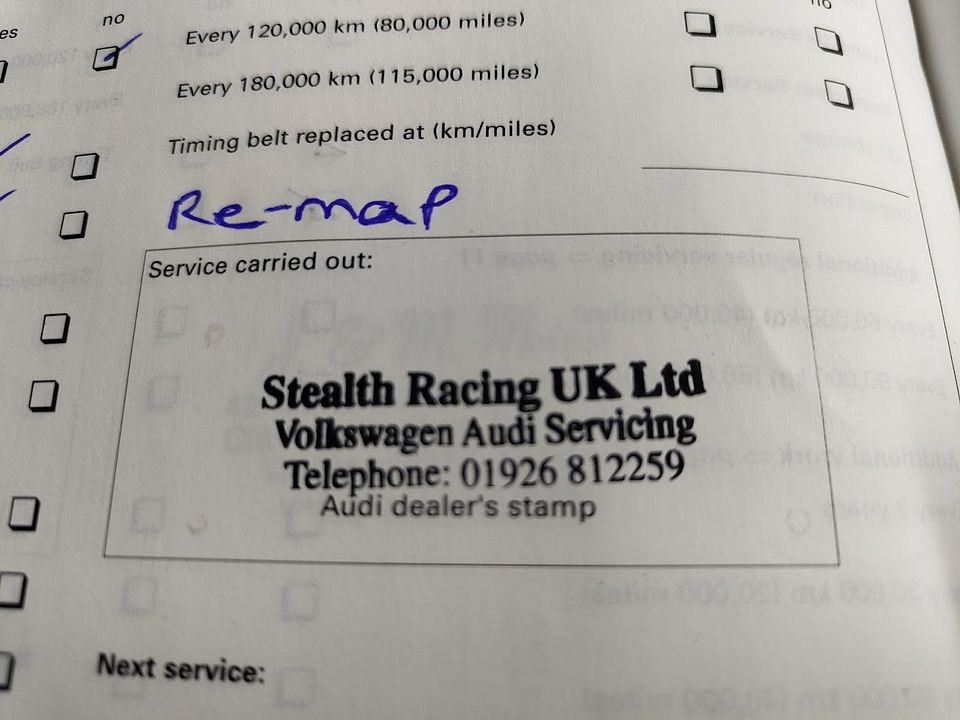 es
no
no
Every 120,000 km (80,000 miles)
Every 180,000 km (115,000 miles)
Timing belt replaced at (km/miles)
Re-map
Service carried out:
Stealth Racing UK Ltd
Volkswagen Audi Servicing
Telephone: 01926 812259
Audi dealer's stamp
Next service: